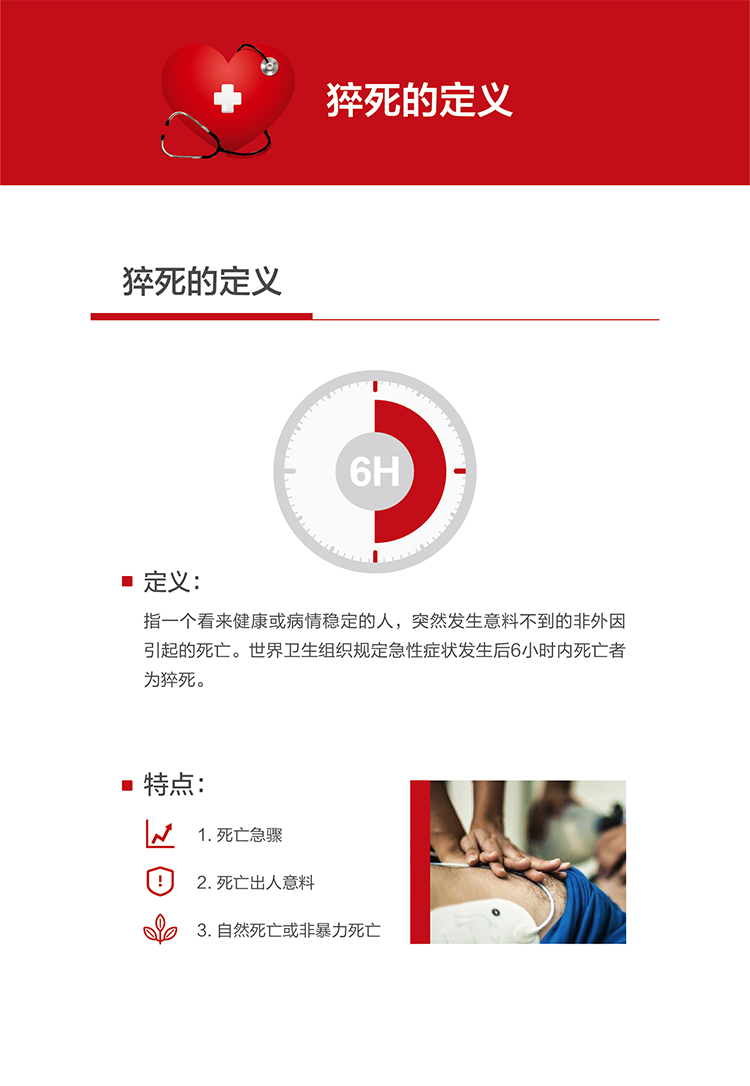 猝死的定义
猝死的定义
6H
定义：
指一个看来健康或病情稳定的人，突然发生意料不到的非外因
引起的死亡。世界卫生组织规定急性症状发生后6小时内死亡者
为猝死。
特点：
1. 死亡急骤
2. 死亡出人意料
3. 自然死亡或非暴力死亡